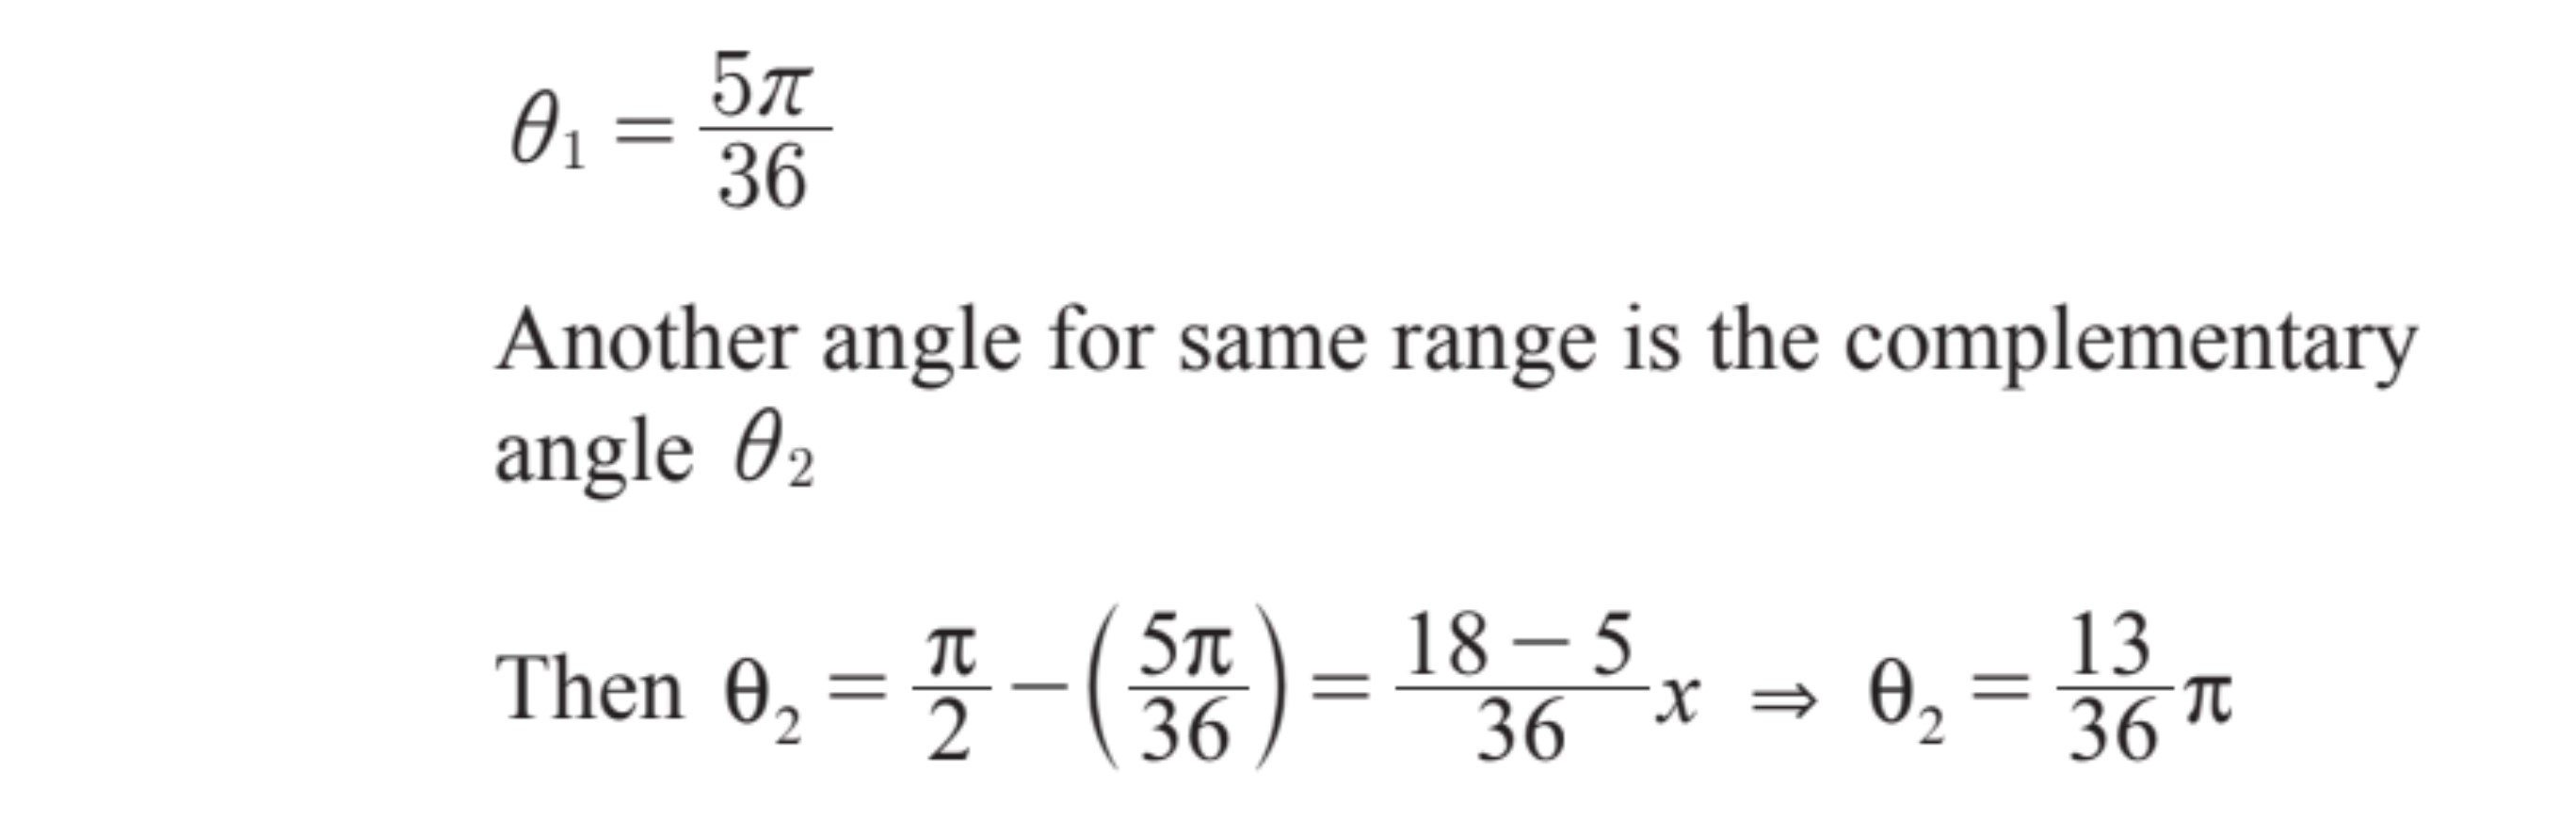 θ₁ = 5π/36
Another angle for same range is the complementary
angle θ₂
Then θ₂ = π/2 − (5π/36) = (18 − 5)/36 x ⇒ θ₂ = 13/36 π